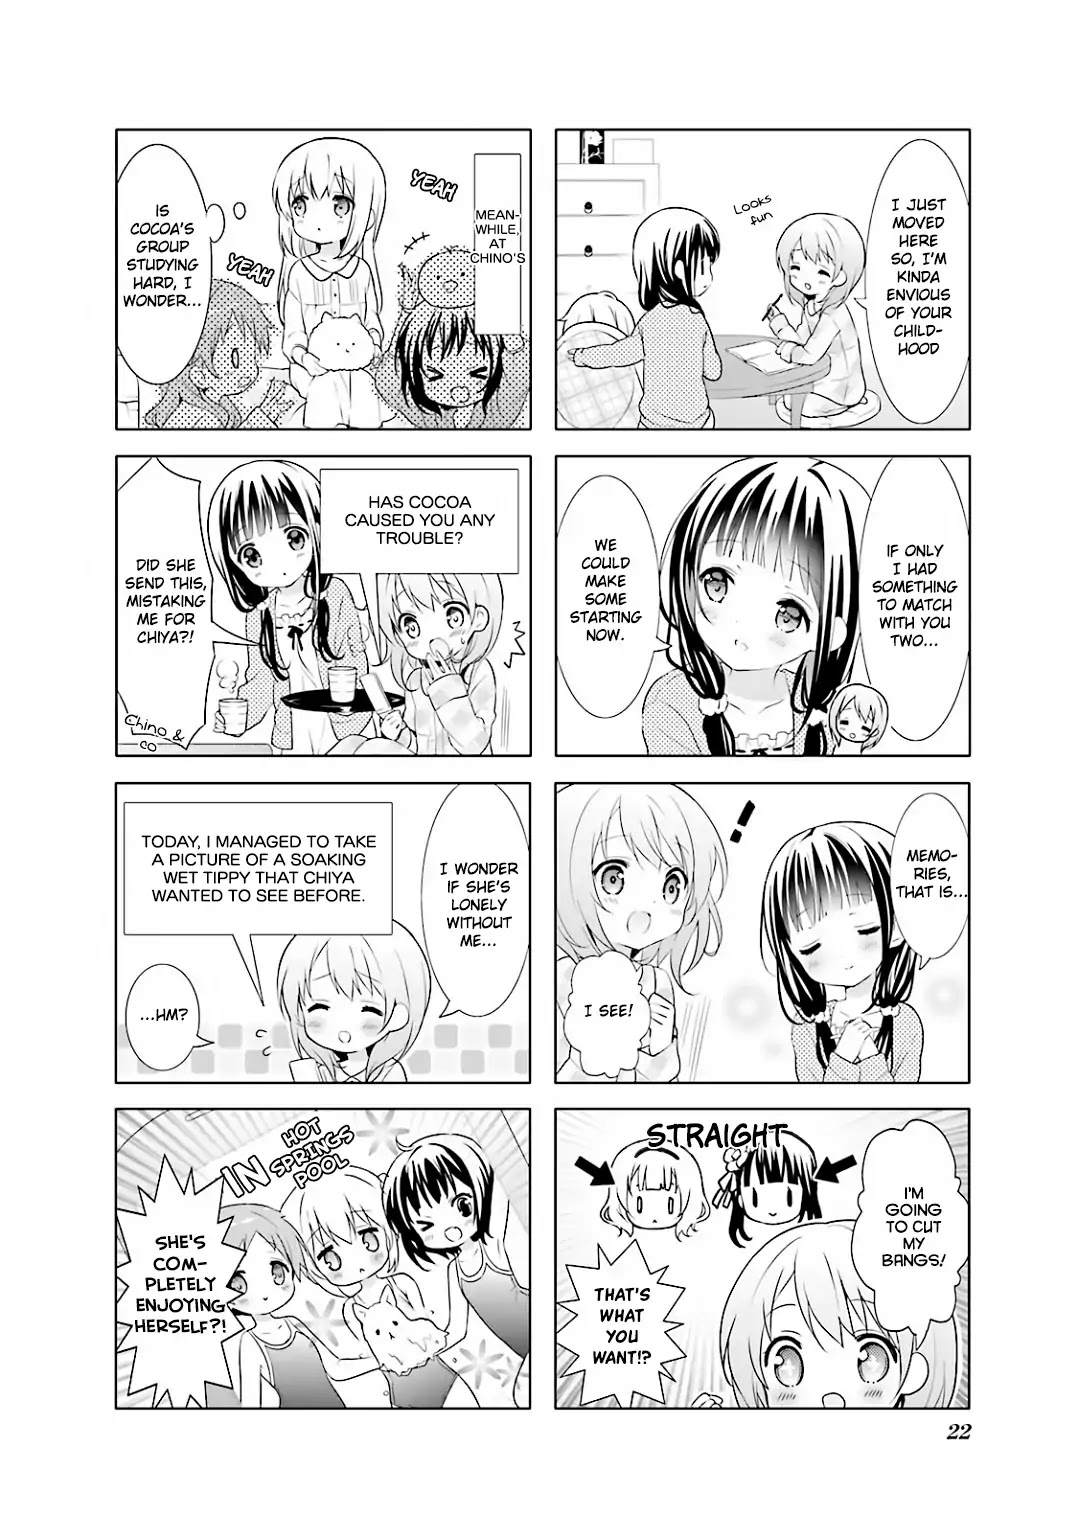 I JUST
MOVED
HERE
SO, I'M
KINDA
ENVIOUS
OF YOUR
CHILD-
HOOD
Looks
fun
IF ONLY
I HAD
SOMETHING
TO MATCH
WITH YOU
TWO...
WE
COULD
MAKE
SOME
STARTING
NOW.
MEMO-
RIES,
THAT IS...
I SEE!
I'M
GOING
TO CUT
MY
BANGS!
STRAIGHT
THAT'S
WHAT
YOU
WANT!?
MEAN-
WHILE,
AT
CHINO'S
YEAH
YEAH
IS
COCOA'S
GROUP
STUDYING
HARD, I
WONDER...
HAS COCOA
CAUSED YOU ANY
TROUBLE?
DID SHE
SEND THIS,
MISTAKING
ME FOR
CHIYA?!
Chino &
co
I WONDER
IF SHE'S
LONELY
WITHOUT
ME...
TODAY, I MANAGED TO TAKE
A PICTURE OF A SOAKING
WET TIPPY THAT CHIYA
WANTED TO SEE BEFORE.
...HM?
IN HOT
SPRINGS
POOL
SHE'S
COM-
PLETELY
ENJOYING
HERSELF?!
22